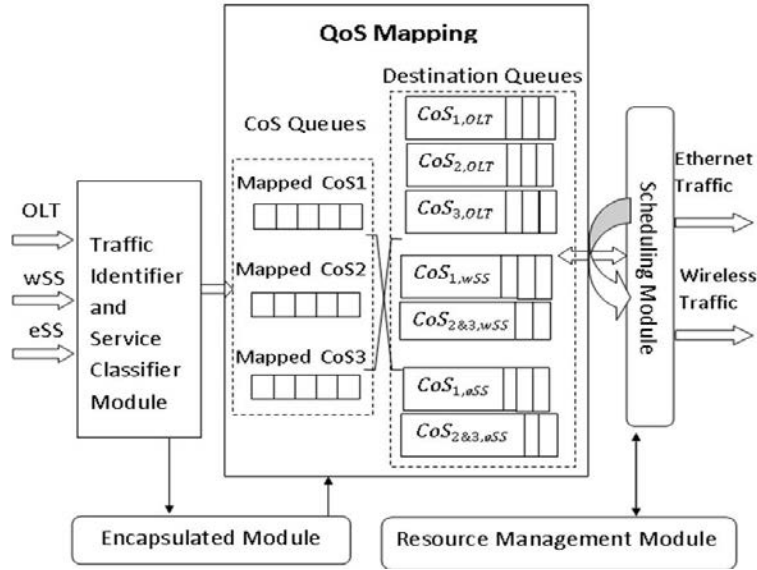 QoS Mapping
Destination Queues
CoS Queues
CoS₁,OLT
CoS₂,OLT
CoS₃,OLT
CoS₁,wSS
CoS₂&₃,wSS
CoS₁,eSS
CoS₂&₃,eSS
Mapped CoS1
Mapped CoS2
Mapped CoS3
OLT
wSS
eSS
Traffic
Identifier
and
Service
Classifier
Module
Scheduling Module
Ethernet
Traffic
Wireless
Traffic
Encapsulated Module
Resource Management Module